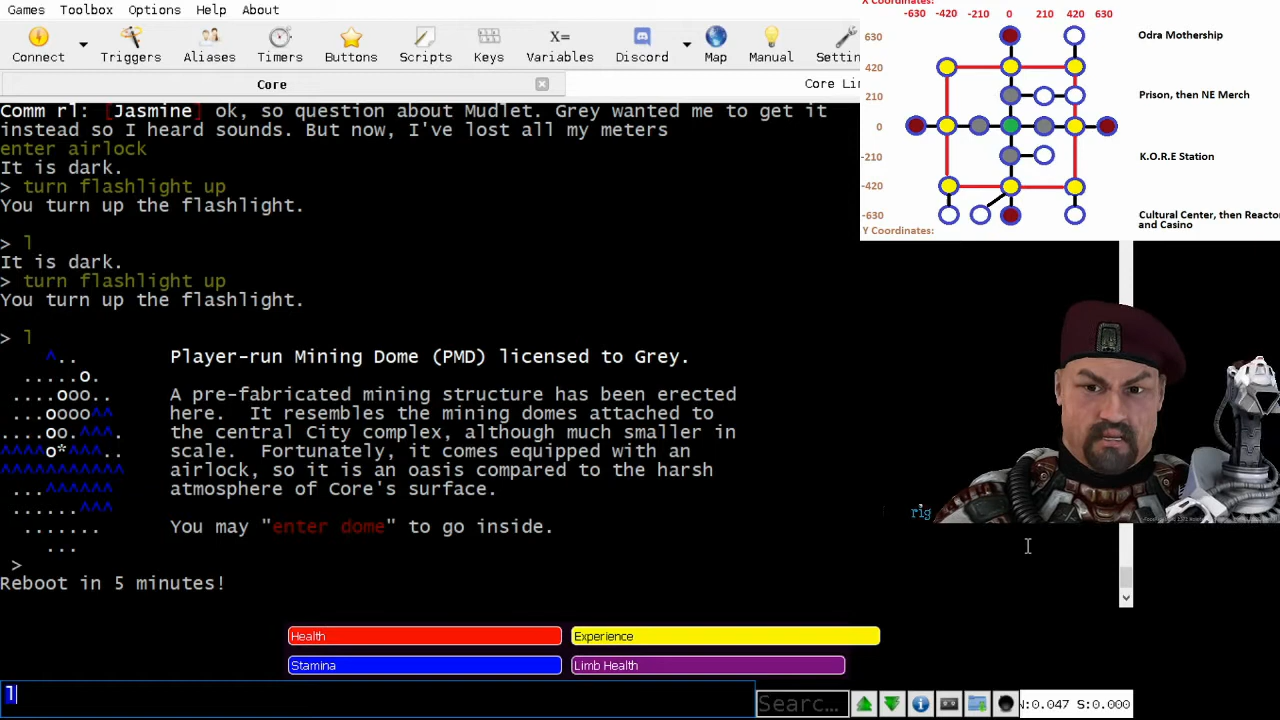 Games Toolbox Options Help About
X Coordinates:
-630 -420 -210 0 210 420 630
Connect Triggers Aliases Timers Buttons Scripts Keys X= Variables Discord Map Manual
Core
Core
630 Odra Mothership
420
210 Prison, then NE Merch
0
-210 K.O.R.E Station
-420
-630 Cultural Center, then Reactor
and Casino
Y Coordinates:
Comm rl: [Jasmine] ok, so question about Mudlet. Grey wanted me to get it
instead so I heard sounds. But now, I've lost all my meters
enter airlock
It is dark.
> turn flashlight up
You turn up the flashlight.
> l
It is dark.
> turn flashlight up
You turn up the flashlight.
> l
^..
Player-run Mining Dome (PMD) licensed to Grey.
.....o.
....ooo.. A pre-fabricated mining structure has been erected
...oooo^^ here. It resembles the mining domes attached to
....oo.^^^. the central City complex, although much smaller in
^^^^o*^^^.. scale. Fortunately, it comes equipped with an
^^^^^^^^^^^ airlock, so it is an oasis compared to the harsh
...^^^^^^ atmosphere of Core's surface.
......^^^
....... You may "enter dome" to go inside.
...
>
Reboot in 5 minutes!
rig
Health Experience
Stamina Limb Health
l
Searc... N:0.047 S:0.000